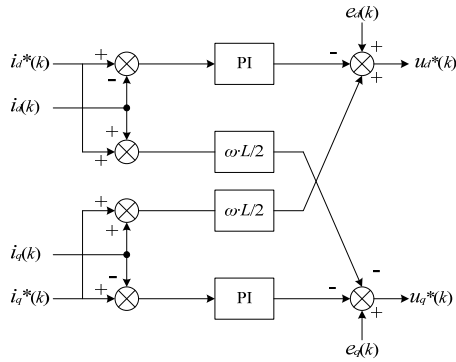 e_d(k)
i_d*(k) + PI - + u_d*(k)
- +
i_d(k)
+
+ ω·L/2
+ ω·L/2
+
i_q(k)
- -
i_q*(k) + PI - u_q*(k)
+
e_q(k)